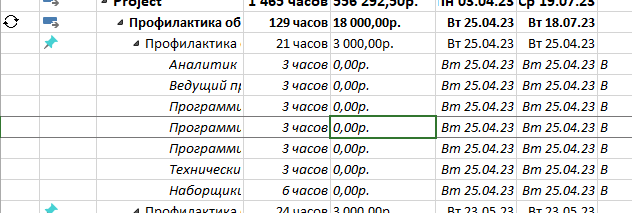 Project 1 465 часов 556 292,50р. Пн 03.04.23 Ср 19.07.23
Профилактика об 129 часов 18 000,00р. Вт 25.04.23 Вт 18.07.23
Профилактика 21 часов 3 000,00р. Вт 25.04.23 Вт 25.04.23
Аналитик 3 часов 0,00р. Вт 25.04.23 Вт 25.04.23 В
Ведущий пр 3 часов 0,00р. Вт 25.04.23 Вт 25.04.23 В
Программи 3 часов 0,00р. Вт 25.04.23 Вт 25.04.23 В
Программи 3 часов 0,00р. Вт 25.04.23 Вт 25.04.23 В
Программи 3 часов 0,00р. Вт 25.04.23 Вт 25.04.23 В
Технически 3 часов 0,00р. Вт 25.04.23 Вт 25.04.23 В
Наборщики 6 часов 0,00р. Вт 25.04.23 Вт 25.04.23 В
Профилактика 24 часов 3 000,00р. Вт 23.05.23 Вт 23.05.23